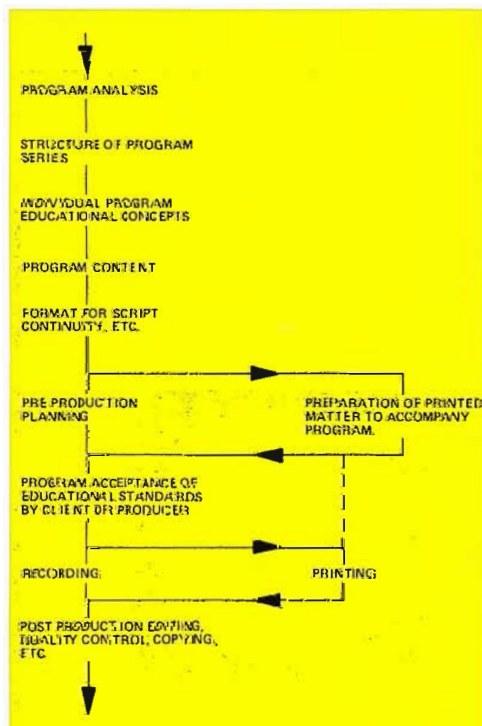 PROGRAM ANALYSIS
STRUCTURE OF PROGRAM
SERIES
INDIVIDUAL PROGRAM
EDUCATIONAL CONCEPTS
PROGRAM CONTENT
FORMAT FOR SCRIPT
CONTINUITY, ETC.
PRE-PRODUCTION
PLANNING
PREPARATION OF PRINTED
MATTER TO ACCOMPANY
PROGRAM.
PROGRAM ACCEPTANCE OF
EDUCATIONAL STANDARDS
BY CLIENT OR PRODUCER
RECORDING
PRINTING
POST PRODUCTION EDITING,
QUALITY CONTROL, COPYING,
ETC